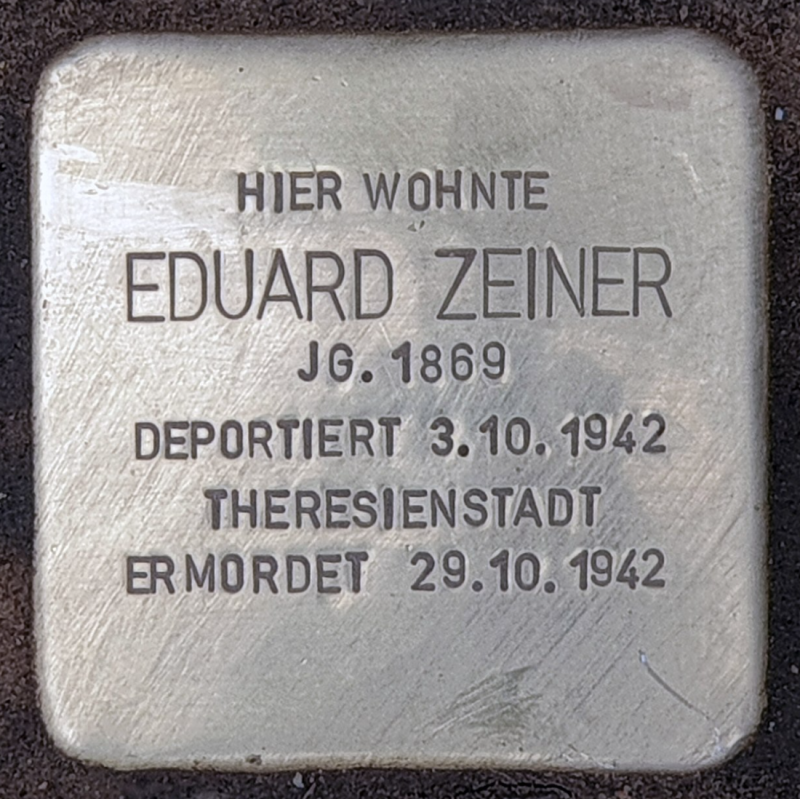 HIER WOHNTE
EDUARD ZEINER
JG. 1869
DEPORTIERT 3.10.1942
THERESIENSTADT
ERMORDET 29.10.1942